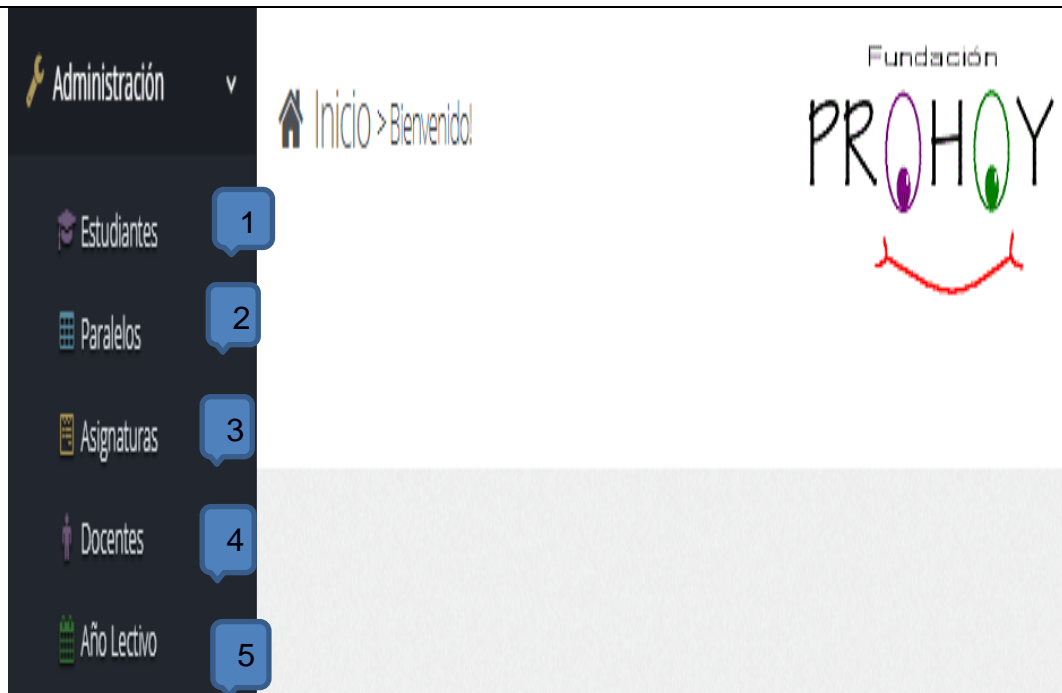 Administración
Estudiantes 1
Paralelos 2
Asignaturas 3
Docentes 4
Año Lectivo 5
Inicio > Bienvenido!
Fundación
PROHOY